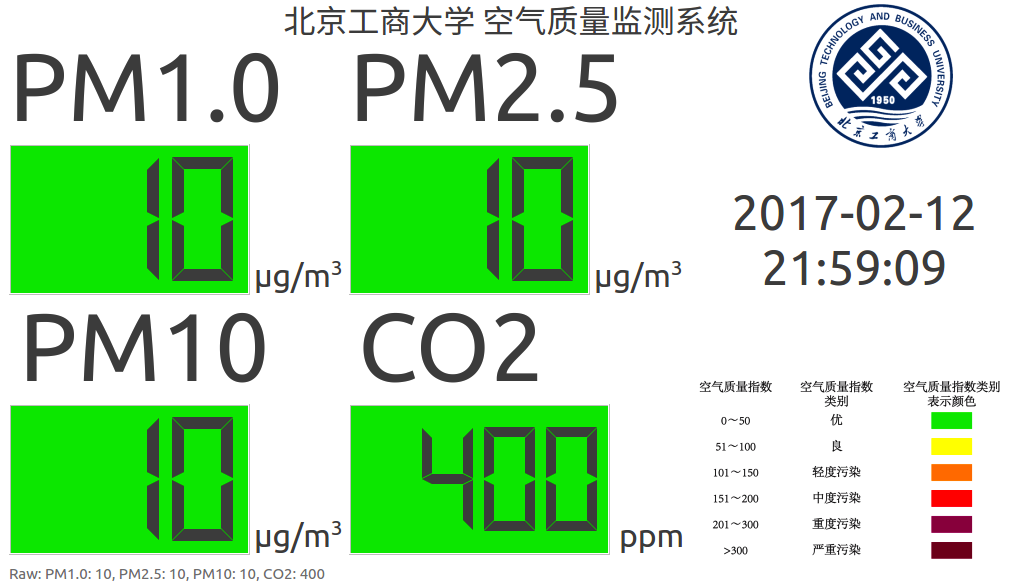 北京工商大学 空气质量监测系统
BEIJING TECHNOLOGY AND BUSINESS UNIVERSITY
1950
北京工商大学
PM1.0 PM2.5
10 µg/m³ 10 µg/m³
2017-02-12
21:59:09
PM10 CO2
10 µg/m³ 400 ppm
空气质量指数 空气质量指数类别 空气质量指数类别表示颜色
0~50 优
51~100 良
101~150 轻度污染
151~200 中度污染
201~300 重度污染
>300 严重污染
Raw: PM1.0: 10, PM2.5: 10, PM10: 10, CO2: 400